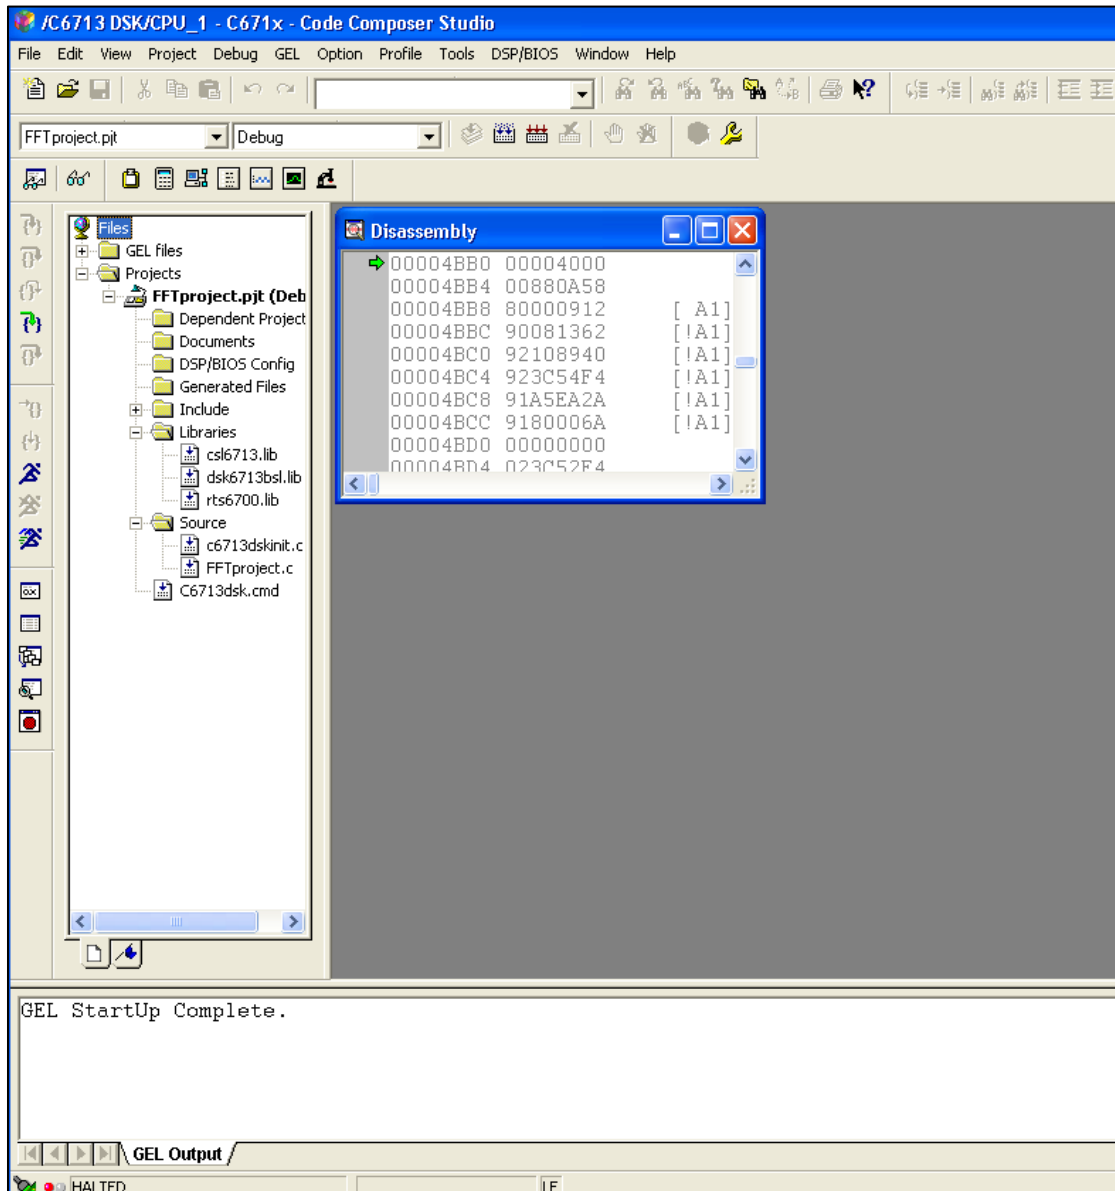 /C6713 DSK/CPU_1 - C671x - Code Composer Studio
File Edit View Project Debug GEL Option Profile Tools DSP/BIOS Window Help
FFTproject.pjt Debug
Files
GEL files
Projects
FFTproject.pjt (Deb
Dependent Project
Documents
DSP/BIOS Config
Generated Files
Include
Libraries
csl6713.lib
dsk6713bsl.lib
rts6700.lib
Source
c6713dskinit.c
FFTproject.c
C6713dsk.cmd
Disassembly
00004BB0 00004000
00004BB4 00880A58
00004BB8 80000912 [ A1]
00004BBC 90081362 [!A1]
00004BC0 92108940 [!A1]
00004BC4 923C54F4 [!A1]
00004BC8 91A5EA2A [!A1]
00004BCC 9180006A [!A1]
00004BD0 00000000
00004BD4 023C52F4
GEL StartUp Complete.
GEL Output
HALTED